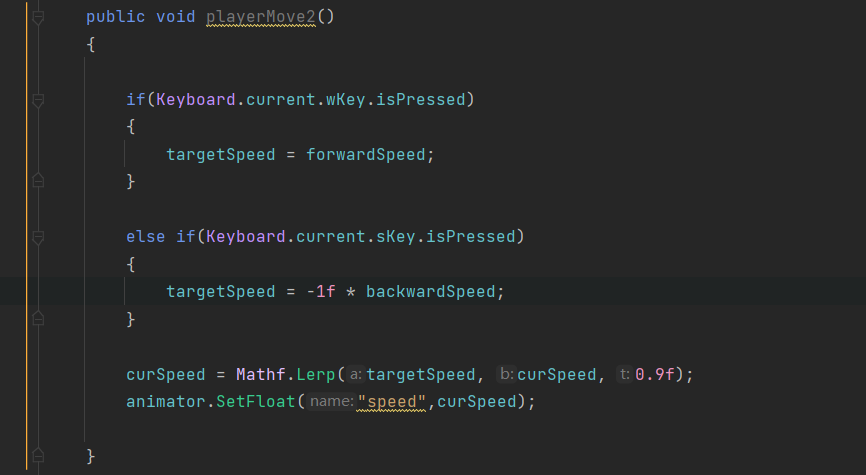 public void playerMove2()
{
if(Keyboard.current.wKey.isPressed)
{
targetSpeed = forwardSpeed;
}
else if(Keyboard.current.sKey.isPressed)
{
targetSpeed = -1f * backwardSpeed;
}
curSpeed = Mathf.Lerp(a:targetSpeed, b:curSpeed, t:0.9f);
animator.SetFloat(name:"speed",curSpeed);
}